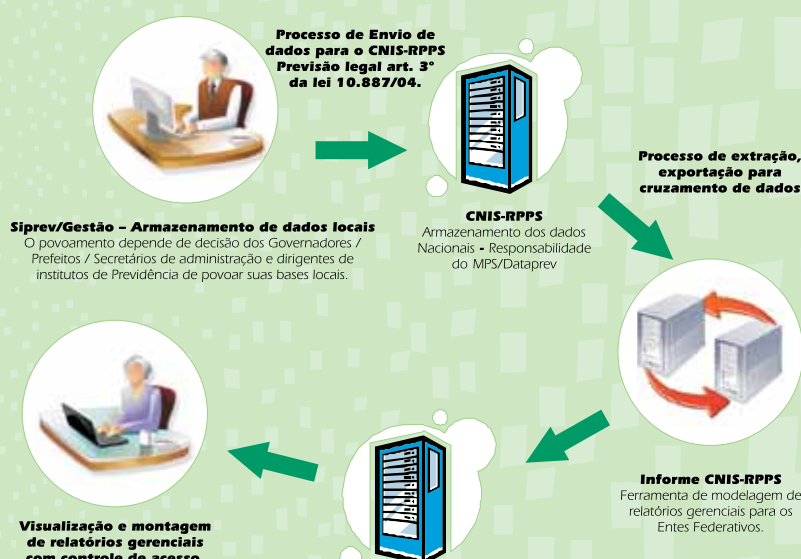 Processo de Envio de
dados para o CNIS-RPPS
Previsão legal art. 3º
da lei 10.887/04.
Siprev/Gestão – Armazenamento de dados locais
O povoamento depende de decisão dos Governadores /
Prefeitos / Secretários de administração e dirigentes de
institutos de Previdência de povoar suas bases locais.
CNIS-RPPS
Armazenamento dos dados
Nacionais - Responsabilidade
do MPS/Dataprev
Processo de extração,
exportação para
cruzamento de dados
Informe CNIS-RPPS
Ferramenta de modelagem de
relatórios gerenciais para os
Entes Federativos.
Visualização e montagem
de relatórios gerenciais
com controle de acesso